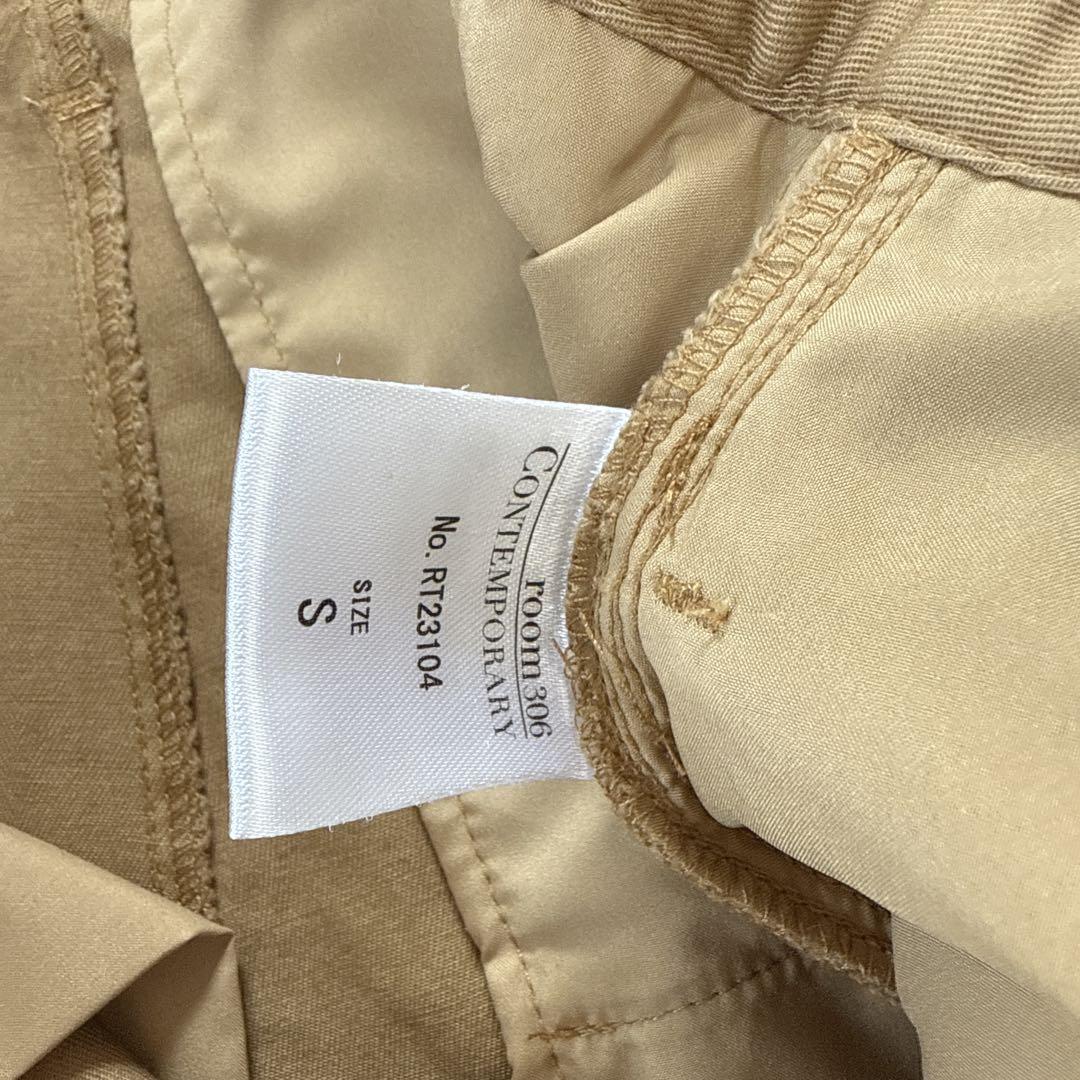 room306
CONTEMPORARY
No. RT23104
SIZE
S